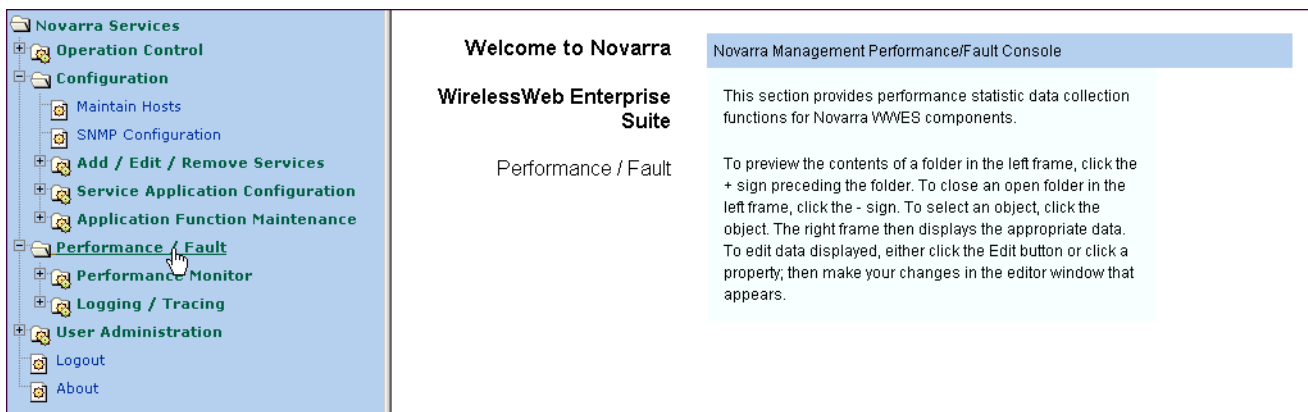 Novarra Services
Operation Control
Configuration
Maintain Hosts
SNMP Configuration
Add / Edit / Remove Services
Service Application Configuration
Application Function Maintenance
Performance / Fault
Performance Monitor
Logging / Tracing
User Administration
Logout
About
Welcome to Novarra
WirelessWeb Enterprise
Suite
Performance / Fault
Novarra Management Performance/Fault Console
This section provides performance statistic data collection
functions for Novarra WWES components.
To preview the contents of a folder in the left frame, click the
+ sign preceding the folder. To close an open folder in the
left frame, click the - sign. To select an object, click the
object. The right frame then displays the appropriate data.
To edit data displayed, either click the Edit button or click a
property; then make your changes in the editor window that
appears.